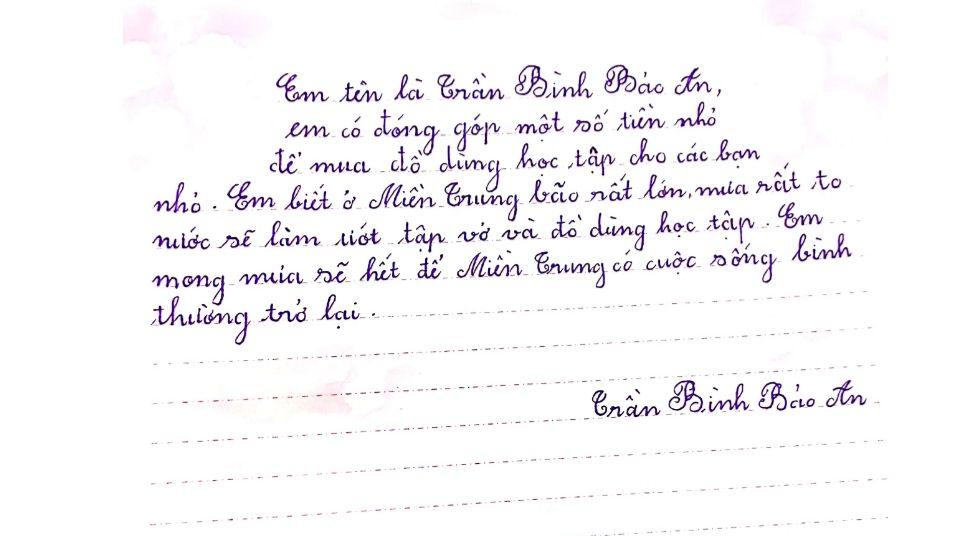 Em tên là Trần Bình Bảo An,
em có đóng góp một số tiền nhỏ
để mua đồ dùng học tập cho các bạn
nhỏ. Em biết ở Miền Trung bão rất lớn, mưa rất to
nước sẽ làm ướt tập vở và đồ dùng học tập. Em
mong mưa sẽ hết để Miền Trung có cuộc sống bình
thường trở lại.
Trần Bình Bảo An